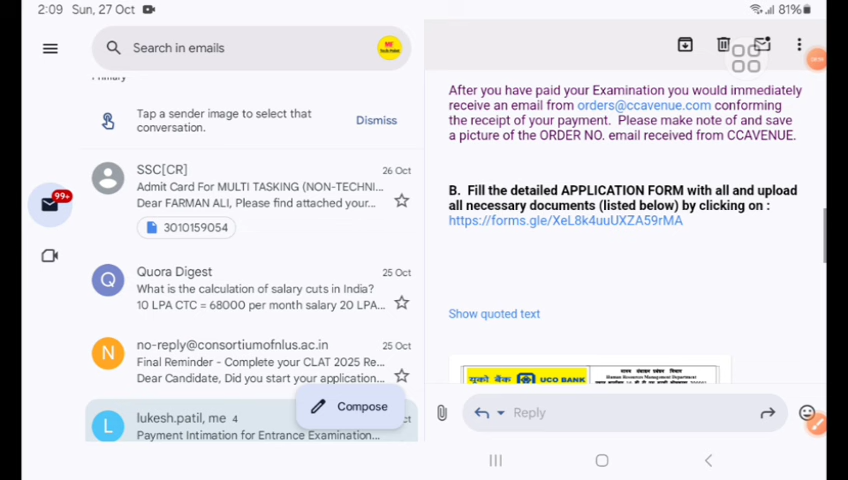 2:09 Sun, 27 Oct
81%
Search in emails
Primary
Tap a sender image to select that
conversation.
Dismiss
SSC[CR]
26 Oct
Admit Card For MULTI TASKING (NON-TECHNI...
Dear FARMAN ALI, Please find attached your...
3010159054
Q
Quora Digest
25 Oct
What is the calculation of salary cuts in India?
10 LPA CTC = 68000 per month salary 20 LPA...
N
no-reply@consortiumofnlus.ac.in
25 Oct
Final Reminder - Complete your CLAT 2025 Re...
Dear Candidate, Did you start your application...
Compose
L
lukesh.patil, me 4
Payment Intimation for Entrance Examination...
99+
After you have paid your Examination you would immediately
receive an email from orders@ccavenue.com conforming
the receipt of your payment. Please make note of and save
a picture of the ORDER NO. email received from CCAVENUE.
B. Fill the detailed APPLICATION FORM with all and upload
all necessary documents (listed below) by clicking on :
https://forms.gle/XeL8k4uuUXZA59rMA
Show quoted text
यूको बैंक UCO BANK
Human Resources Management Department
Reply